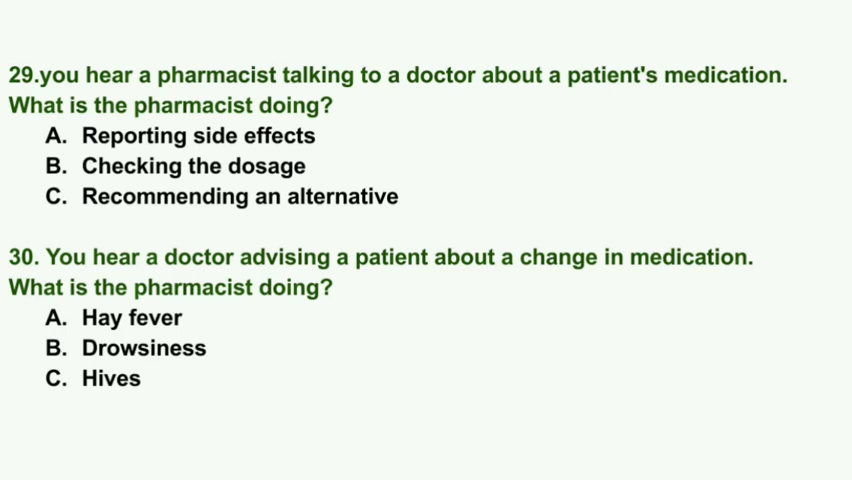 29.you hear a pharmacist talking to a doctor about a patient's medication.
What is the pharmacist doing?
A. Reporting side effects
B. Checking the dosage
C. Recommending an alternative
30. You hear a doctor advising a patient about a change in medication.
What is the pharmacist doing?
A. Hay fever
B. Drowsiness
C. Hives